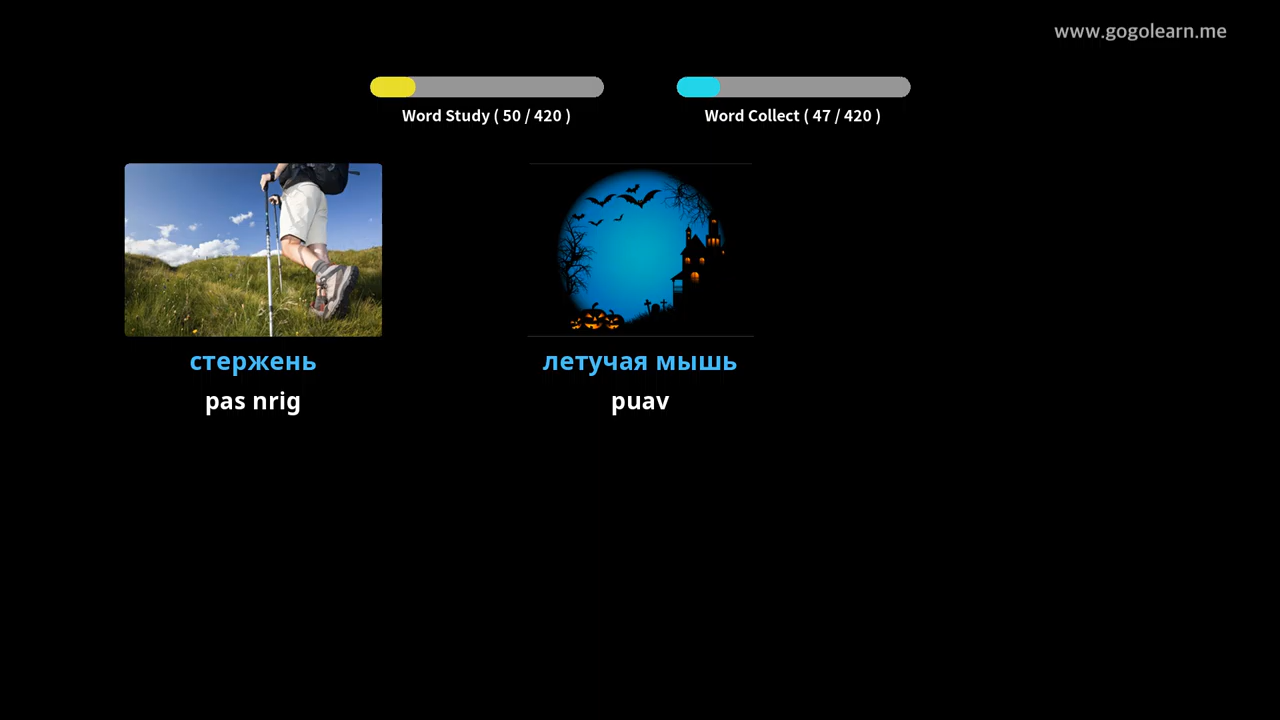 www.gogolearn.me
Word Study ( 50 / 420 )
Word Collect ( 47 / 420 )
стержень
летучая мышь
pas nrig
puav